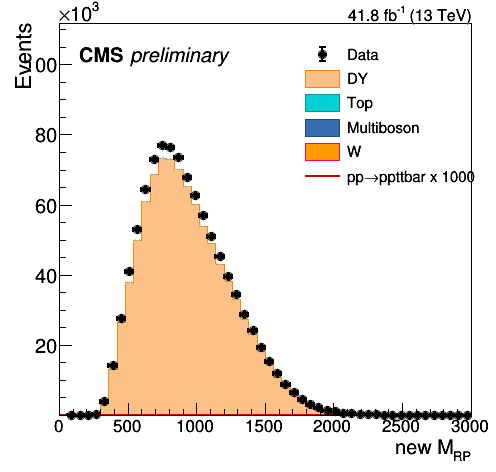 ×10³
41.8 fb⁻¹ (13 TeV)
Events
CMS preliminary
Data
DY
Top
Multiboson
W
pp→ppttbar x 1000
00
80
60
40
20
0 500 1000 1500 2000 2500 3000
new M_RP